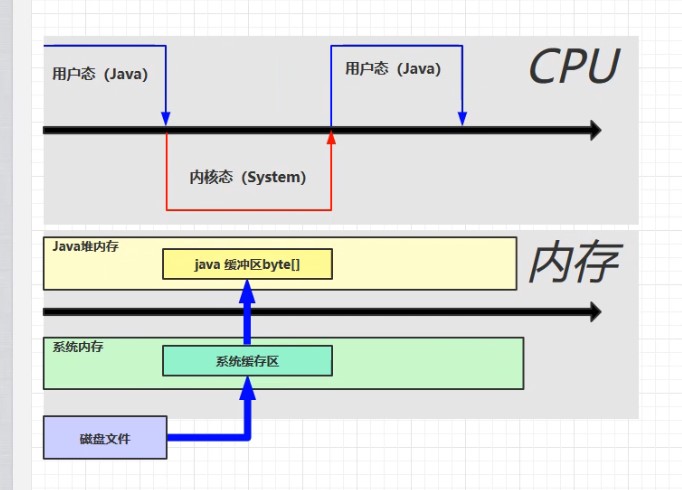 CPU
用户态（Java）
用户态（Java）
内核态（System）
Java堆内存
java 缓冲区byte[]
内存
系统内存
系统缓存区
磁盘文件